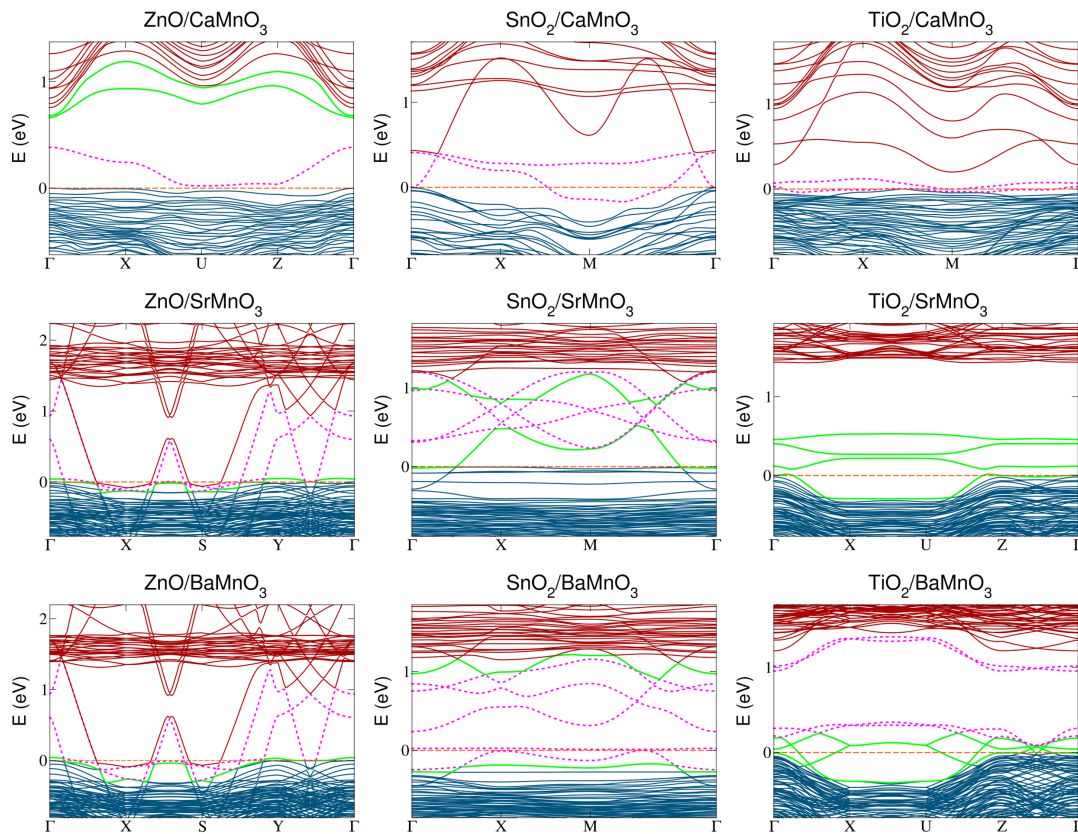 ZnO/CaMnO₃
SnO₂/CaMnO₃
TiO₂/CaMnO₃
E (eV)
1
0
Γ X U Z Γ
E (eV)
1
0
Γ X M Γ
E (eV)
1
0
Γ X M Γ
ZnO/SrMnO₃
SnO₂/SrMnO₃
TiO₂/SrMnO₃
E (eV)
2
1
0
Γ X S Y Γ
E (eV)
1
0
Γ X M Γ
E (eV)
1
0
Γ X U Z Γ
ZnO/BaMnO₃
SnO₂/BaMnO₃
TiO₂/BaMnO₃
E (eV)
2
1
0
Γ X S Y Γ
E (eV)
1
0
Γ X M Γ
E (eV)
1
0
Γ X U Z Γ